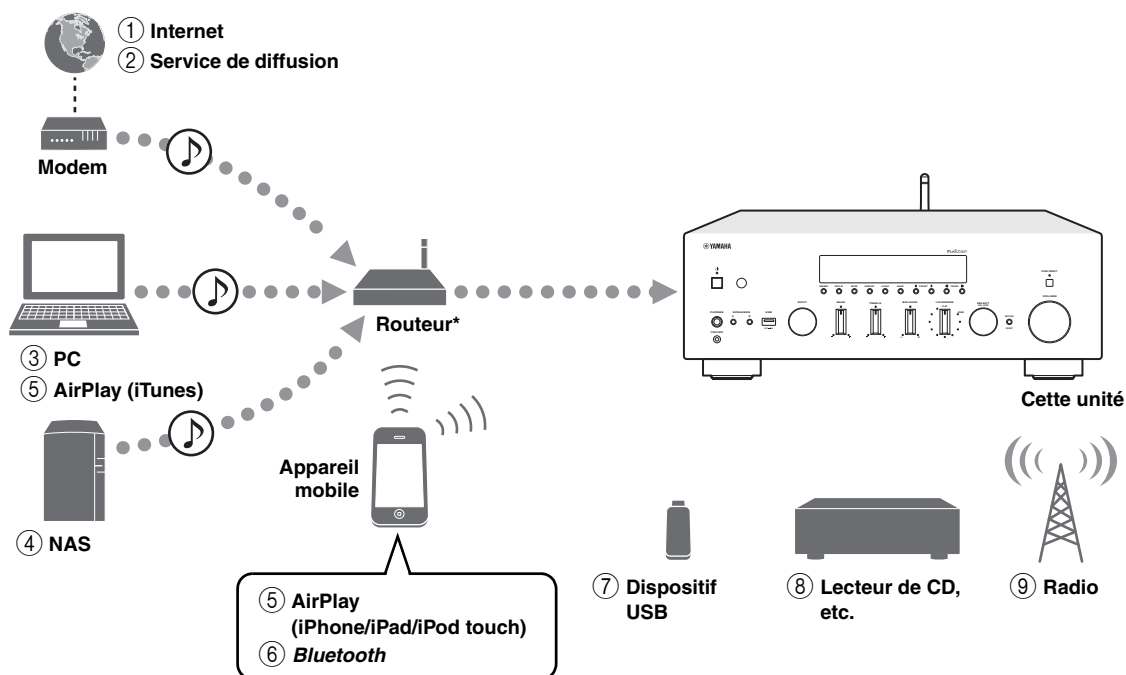 ① Internet
② Service de diffusion
Modem
YAMAHA
MusicCast
Routeur*
③ PC
⑤ AirPlay (iTunes)
Cette unité
Appareil
mobile
④ NAS
⑤ AirPlay
(iPhone/iPad/iPod touch)
⑥ Bluetooth
⑦ Dispositif
USB
⑧ Lecteur de CD,
etc.
⑨ Radio